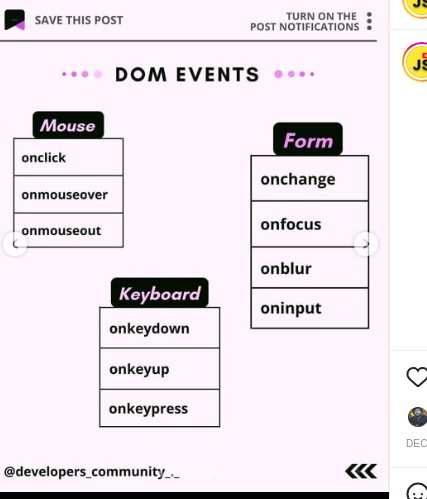 SAVE THIS POST
TURN ON THE
POST NOTIFICATIONS
DOM EVENTS
Mouse
onclick
onmouseover
onmouseout
Form
onchange
onfocus
onblur
oninput
Keyboard
onkeydown
onkeyup
onkeypress
@developers_community_._
JS
JS
DEC